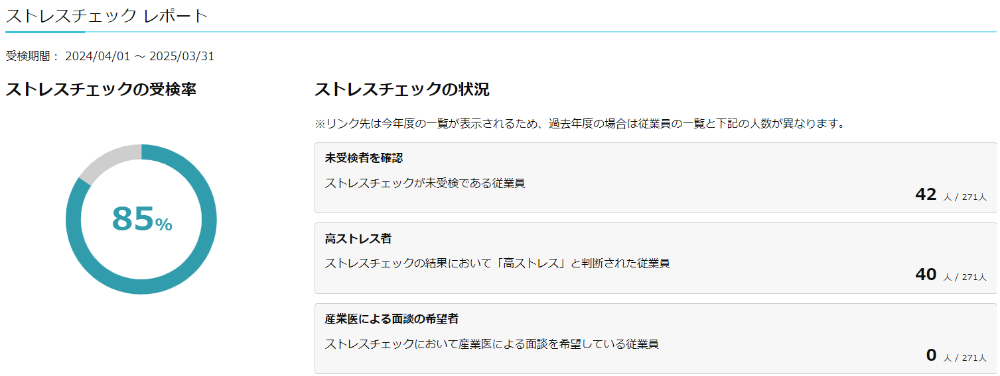 ストレスチェック レポート
受検期間： 2024/04/01 ～ 2025/03/31
ストレスチェックの受検率
85%
ストレスチェックの状況
※リンク先は今年度の一覧が表示されるため、過去年度の場合は従業員の一覧と下記の人数が異なります。
未受検者を確認
ストレスチェックが未受検である従業員
42 人 / 271人
高ストレス者
ストレスチェックの結果において「高ストレス」と判断された従業員
40 人 / 271人
産業医による面談の希望者
ストレスチェックにおいて産業医による面談を希望している従業員
0 人 / 271人